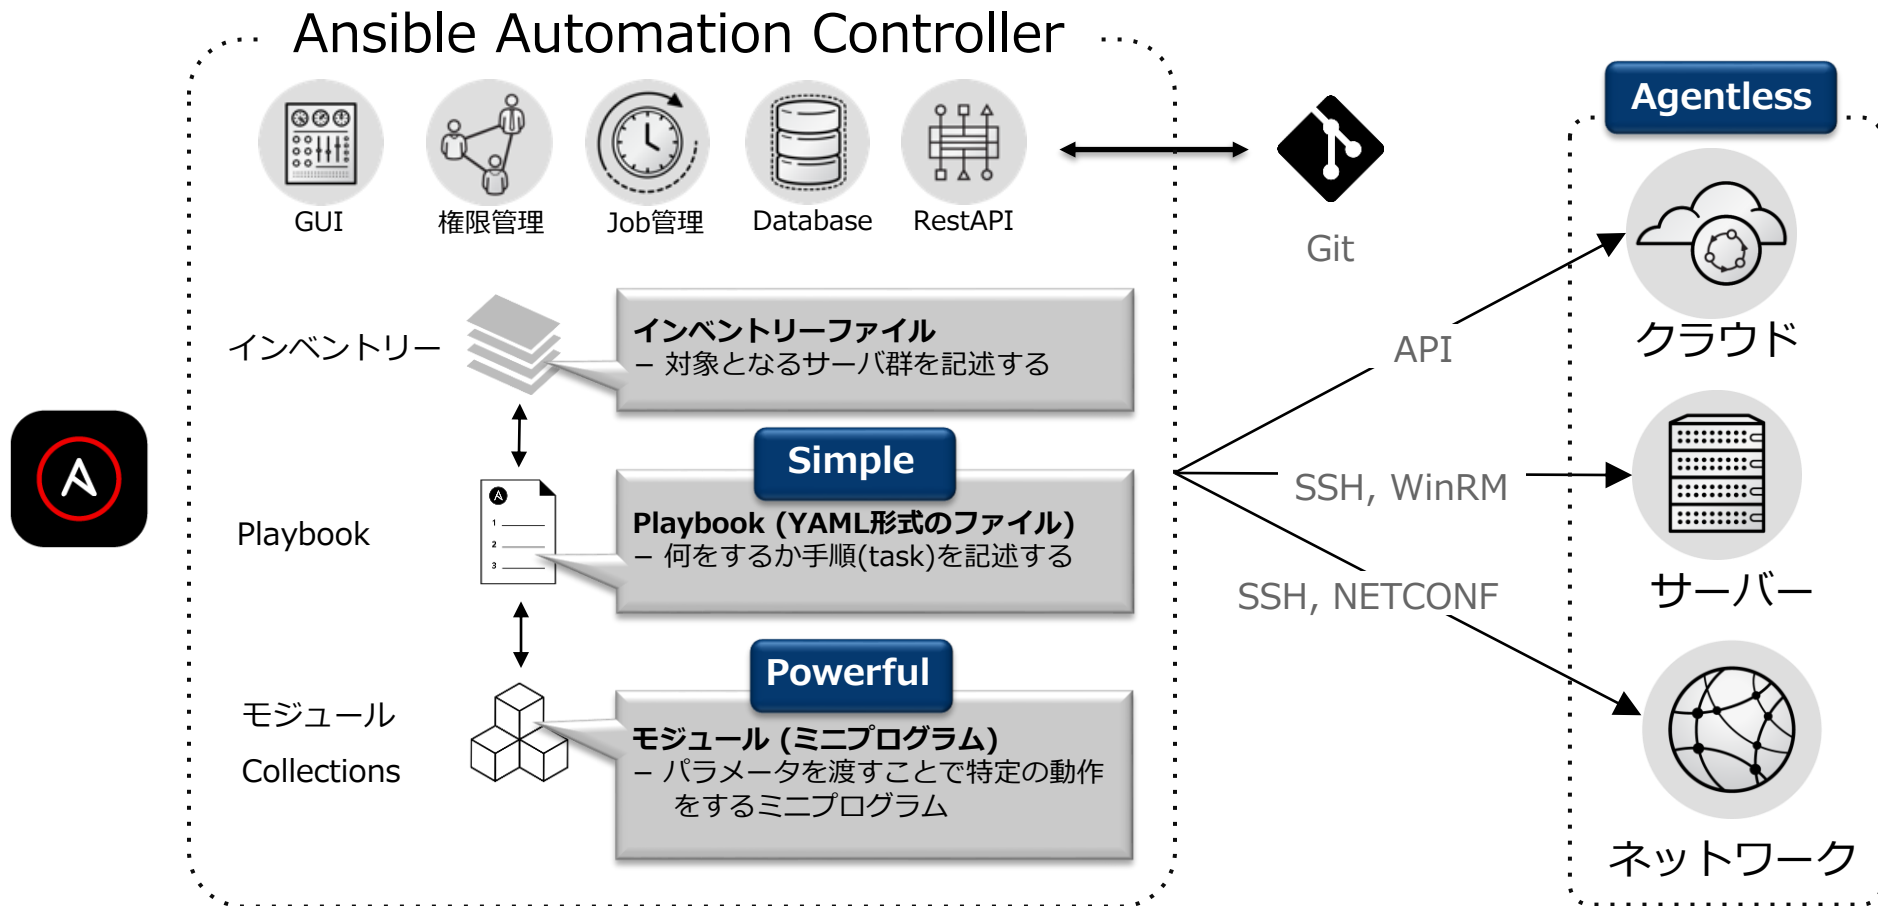 Ansible Automation Controller
Agentless
GUI
権限管理
Job管理
Database
RestAPI
Git
クラウド
インベントリー
インベントリーファイル
− 対象となるサーバ群を記述する
API
Simple
Playbook
1
2
3
Playbook (YAML形式のファイル)
− 何をするか手順(task)を記述する
SSH, WinRM
サーバー
SSH, NETCONF
Powerful
モジュール
Collections
モジュール (ミニプログラム)
− パラメータを渡すことで特定の動作
をするミニプログラム
ネットワーク